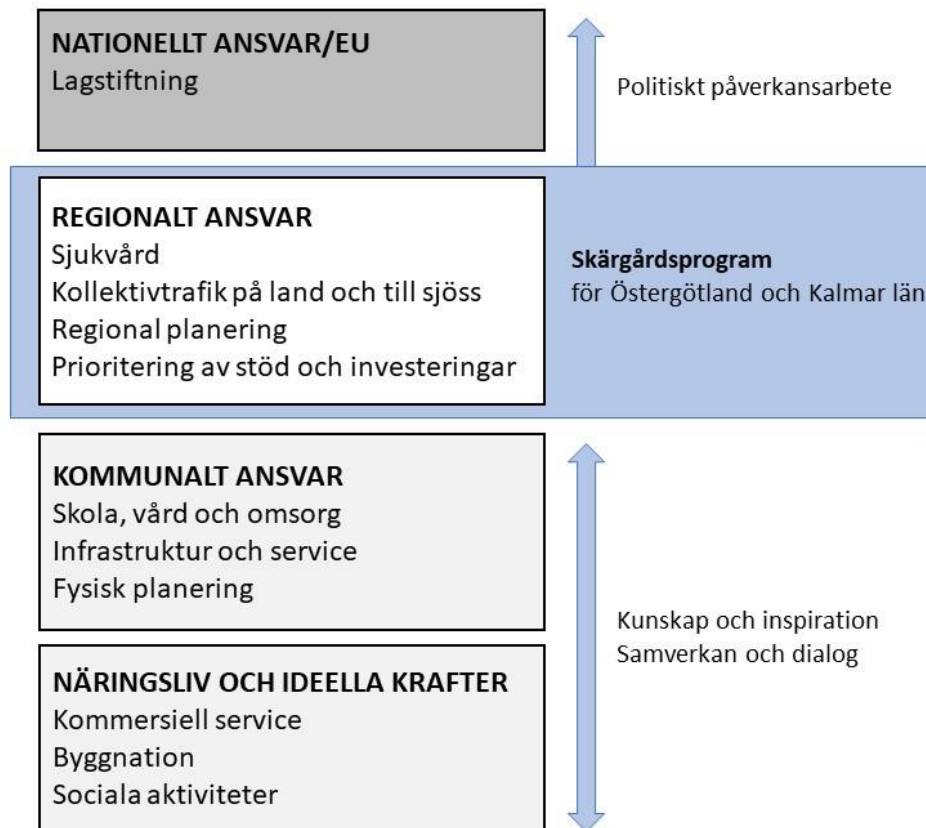 NATIONELLT ANSVAR/EU
Lagstiftning
Politiskt påverkansarbete
REGIONALT ANSVAR
Sjukvård
Kollektivtrafik på land och till sjöss
Regional planering
Prioritering av stöd och investeringar
Skärgårdsprogram
för Östergötland och Kalmar län
KOMMUNALT ANSVAR
Skola, vård och omsorg
Infrastruktur och service
Fysisk planering
Kunskap och inspiration
Samverkan och dialog
NÄRINGSLIV OCH IDEELLA KRAFTER
Kommersiell service
Byggnation
Sociala aktiviteter